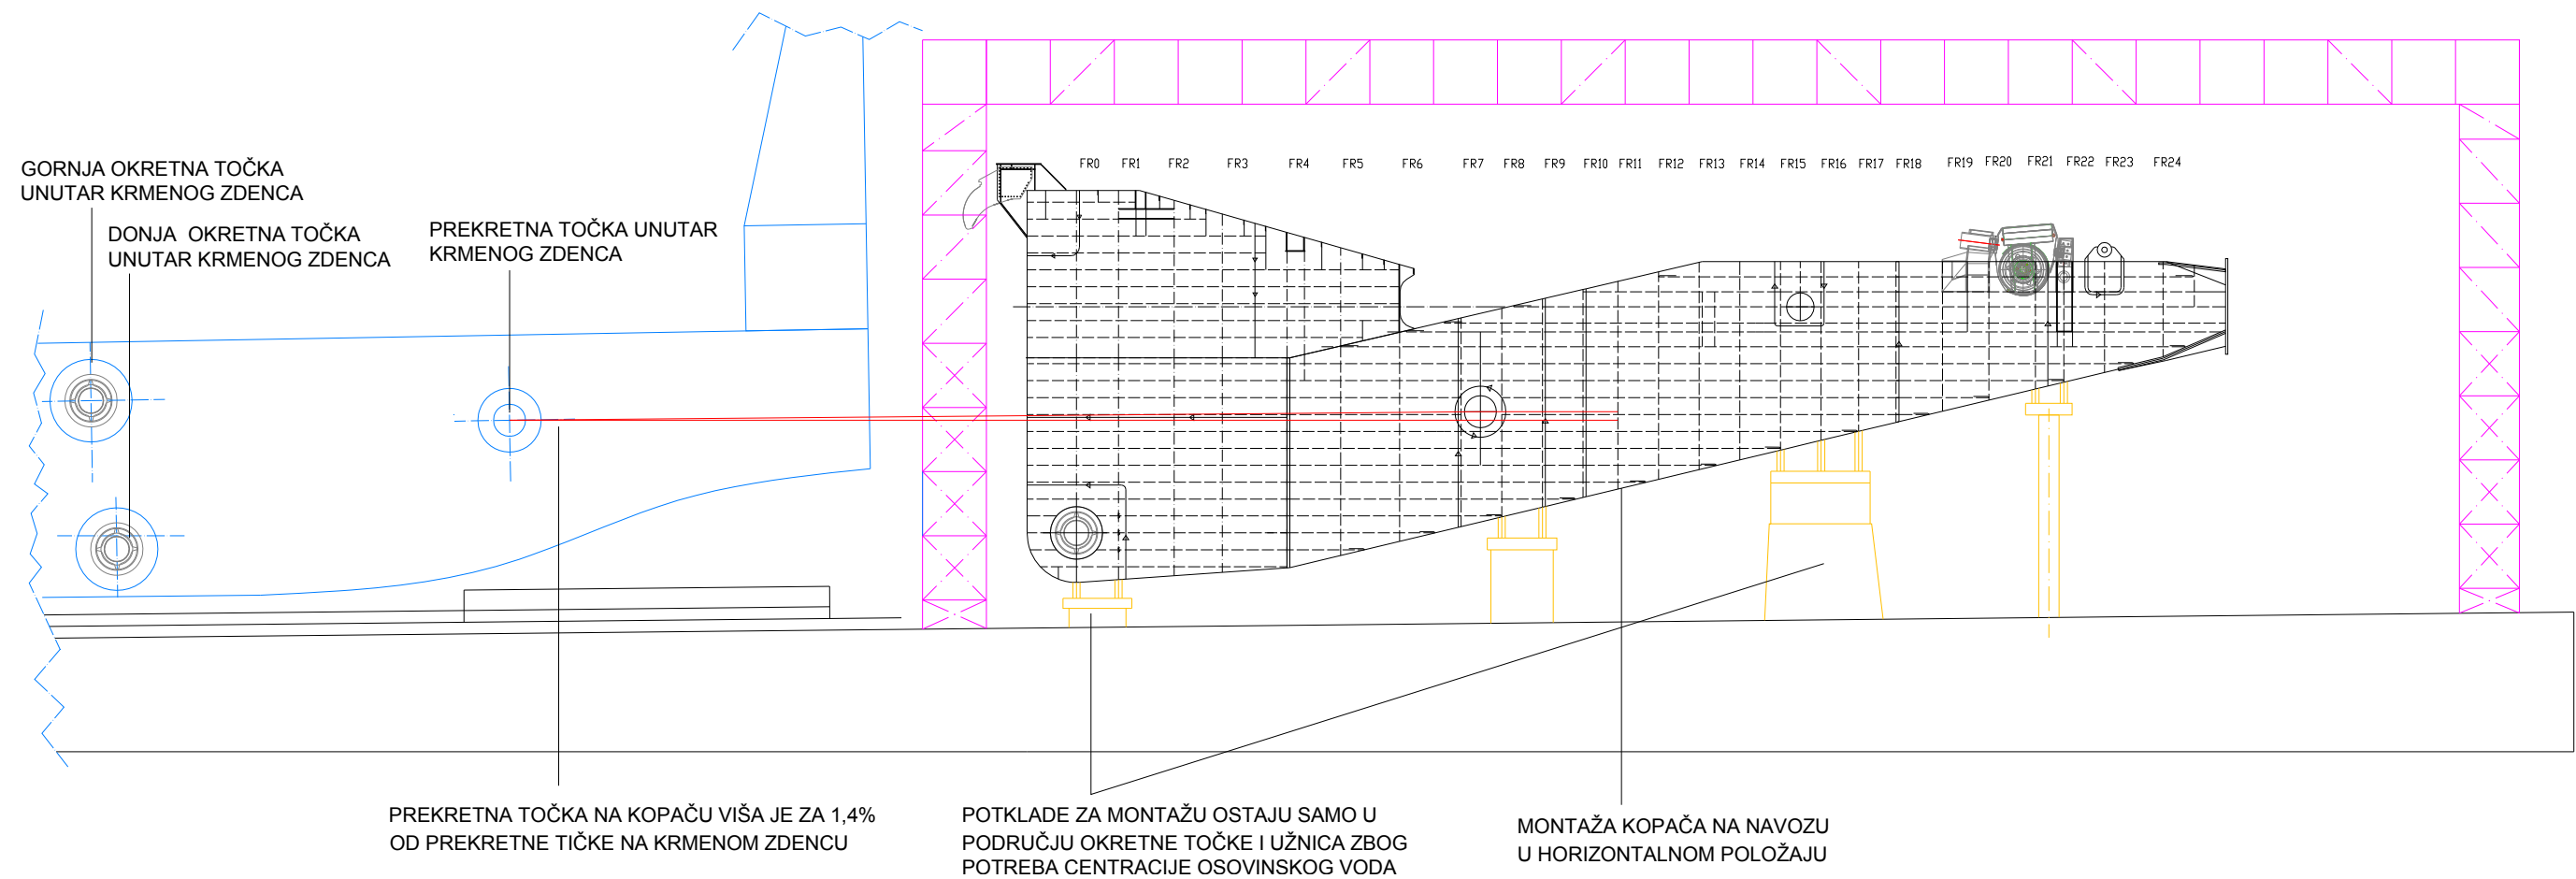 GORNJA OKRETNA TOČKA
UNUTAR KRMENOG ZDENCA
DONJA OKRETNA TOČKA
UNUTAR KRMENOG ZDENCA
PREKRETNA TOČKA UNUTAR
KRMENOG ZDENCA
FR0 FR1 FR2 FR3 FR4 FR5 FR6 FR7 FR8 FR9 FR10 FR11 FR12 FR13 FR14 FR15 FR16 FR17 FR18 FR19 FR20 FR21 FR22 FR23 FR24
PREKRETNA TOČKA NA KOPAČU VIŠA JE ZA 1,4%
OD PREKRETNE TIČKE NA KRMENOM ZDENCU
POTKLADE ZA MONTAŽU OSTAJU SAMO U
PODRUČJU OKRETNE TOČKE I UŽNICA ZBOG
POTREBA CENTRACIJE OSOVINSKOG VODA
MONTAŽA KOPAČA NA NAVOZU
U HORIZONTALNOM POLOŽAJU